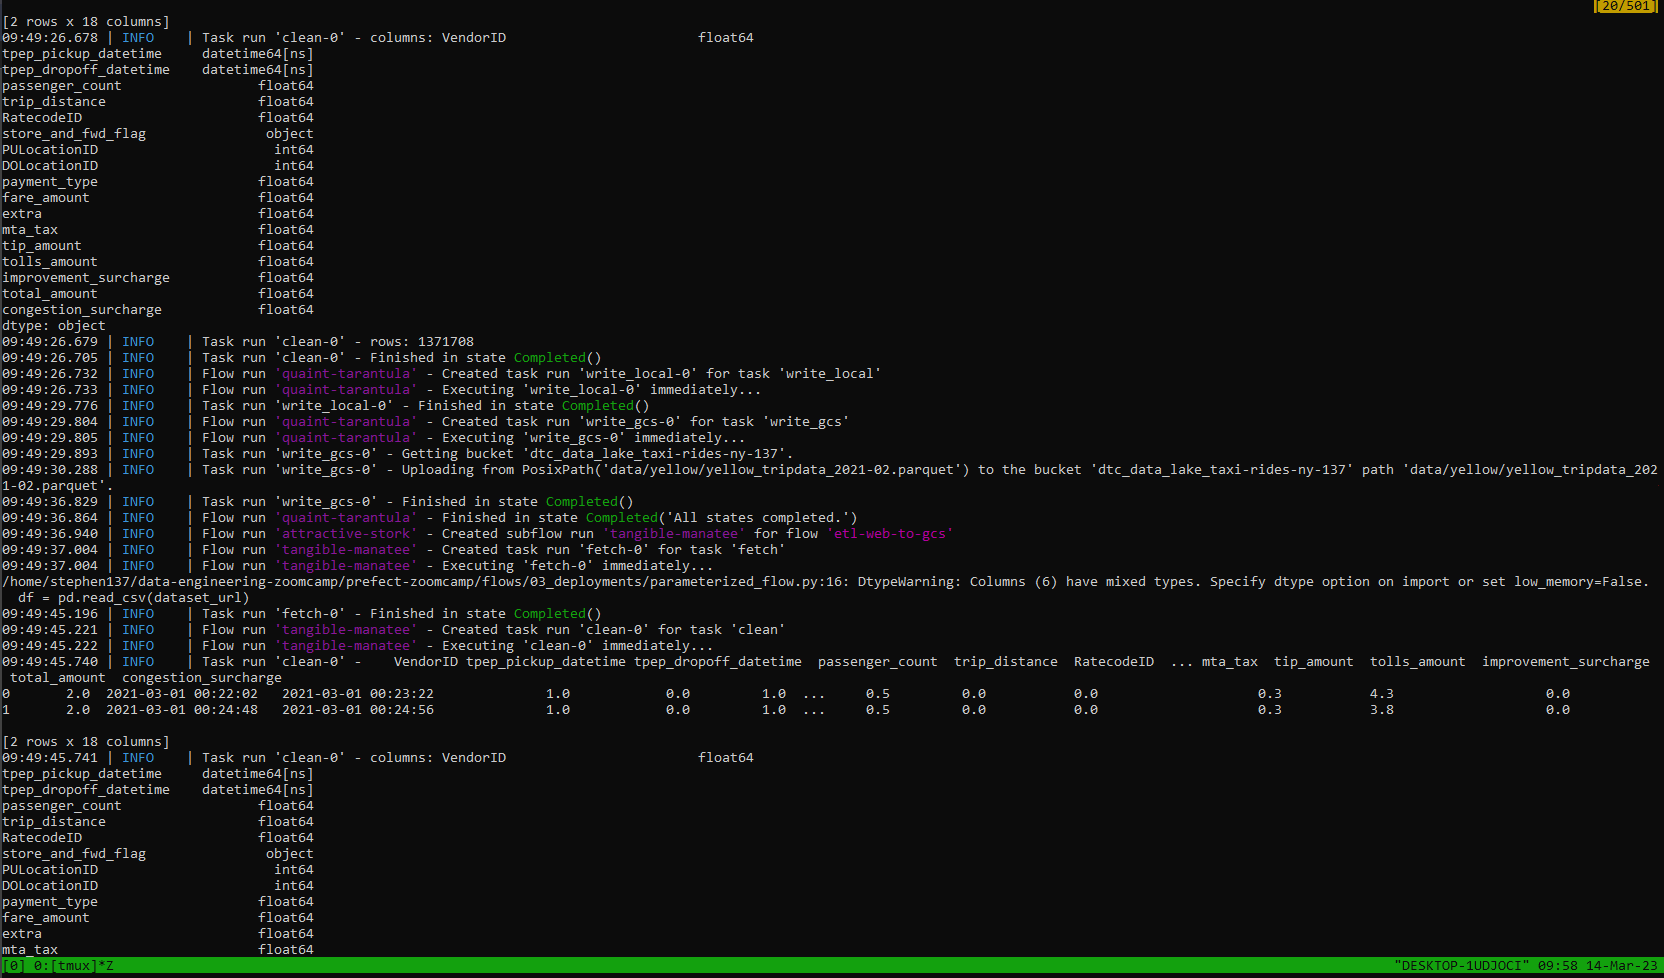 [20/501]
[2 rows x 18 columns]
09:49:26.678 | INFO    | Task run 'clean-0' - columns: VendorID                        float64
tpep_pickup_datetime     datetime64[ns]
tpep_dropoff_datetime    datetime64[ns]
passenger_count                 float64
trip_distance                   float64
RatecodeID                      float64
store_and_fwd_flag               object
PULocationID                      int64
DOLocationID                      int64
payment_type                    float64
fare_amount                     float64
extra                           float64
mta_tax                         float64
tip_amount                      float64
tolls_amount                    float64
improvement_surcharge           float64
total_amount                    float64
congestion_surcharge            float64
dtype: object
09:49:26.679 | INFO    | Task run 'clean-0' - rows: 1371708
09:49:26.705 | INFO    | Task run 'clean-0' - Finished in state Completed()
09:49:26.732 | INFO    | Flow run 'quaint-tarantula' - Created task run 'write_local-0' for task 'write_local'
09:49:26.733 | INFO    | Flow run 'quaint-tarantula' - Executing 'write_local-0' immediately...
09:49:29.776 | INFO    | Task run 'write_local-0' - Finished in state Completed()
09:49:29.804 | INFO    | Flow run 'quaint-tarantula' - Created task run 'write_gcs-0' for task 'write_gcs'
09:49:29.805 | INFO    | Flow run 'quaint-tarantula' - Executing 'write_gcs-0' immediately...
09:49:29.893 | INFO    | Task run 'write_gcs-0' - Getting bucket 'dtc_data_lake_taxi-rides-ny-137'.
09:49:30.288 | INFO    | Task run 'write_gcs-0' - Uploading from PosixPath('data/yellow/yellow_tripdata_2021-02.parquet') to the bucket 'dtc_data_lake_taxi-rides-ny-137' path 'data/yellow/yellow_tripdata_202
1-02.parquet'.
09:49:36.829 | INFO    | Task run 'write_gcs-0' - Finished in state Completed()
09:49:36.864 | INFO    | Flow run 'quaint-tarantula' - Finished in state Completed('All states completed.')
09:49:36.940 | INFO    | Flow run 'attractive-stork' - Created subflow run 'tangible-manatee' for flow 'etl-web-to-gcs'
09:49:37.004 | INFO    | Flow run 'tangible-manatee' - Created task run 'fetch-0' for task 'fetch'
09:49:37.004 | INFO    | Flow run 'tangible-manatee' - Executing 'fetch-0' immediately...
/home/stephen137/data-engineering-zoomcamp/prefect-zoomcamp/flows/03_deployments/parameterized_flow.py:16: DtypeWarning: Columns (6) have mixed types. Specify dtype option on import or set low_memory=False.
  df = pd.read_csv(dataset_url)
09:49:45.196 | INFO    | Task run 'fetch-0' - Finished in state Completed()
09:49:45.221 | INFO    | Flow run 'tangible-manatee' - Created task run 'clean-0' for task 'clean'
09:49:45.222 | INFO    | Flow run 'tangible-manatee' - Executing 'clean-0' immediately...
09:49:45.740 | INFO    | Task run 'clean-0' -    VendorID tpep_pickup_datetime tpep_dropoff_datetime  passenger_count  trip_distance  RatecodeID  ... mta_tax  tip_amount  tolls_amount  improvement_surcharge
 total_amount  congestion_surcharge
0       2.0  2021-03-01 00:22:02   2021-03-01 00:23:22              1.0            0.0         1.0  ...     0.5         0.0           0.0                    0.3           4.3                   0.0
1       2.0  2021-03-01 00:24:48   2021-03-01 00:24:56              1.0            0.0         1.0  ...     0.5         0.0           0.0                    0.3           3.8                   0.0
[2 rows x 18 columns]
09:49:45.741 | INFO    | Task run 'clean-0' - columns: VendorID                        float64
tpep_pickup_datetime     datetime64[ns]
tpep_dropoff_datetime    datetime64[ns]
passenger_count                 float64
trip_distance                   float64
RatecodeID                      float64
store_and_fwd_flag               object
PULocationID                      int64
DOLocationID                      int64
payment_type                    float64
fare_amount                     float64
extra                           float64
mta_tax                         float64
[0] 0:[tmux]*Z "DESKTOP-1UDJOCI" 09:58 14-Mar-23